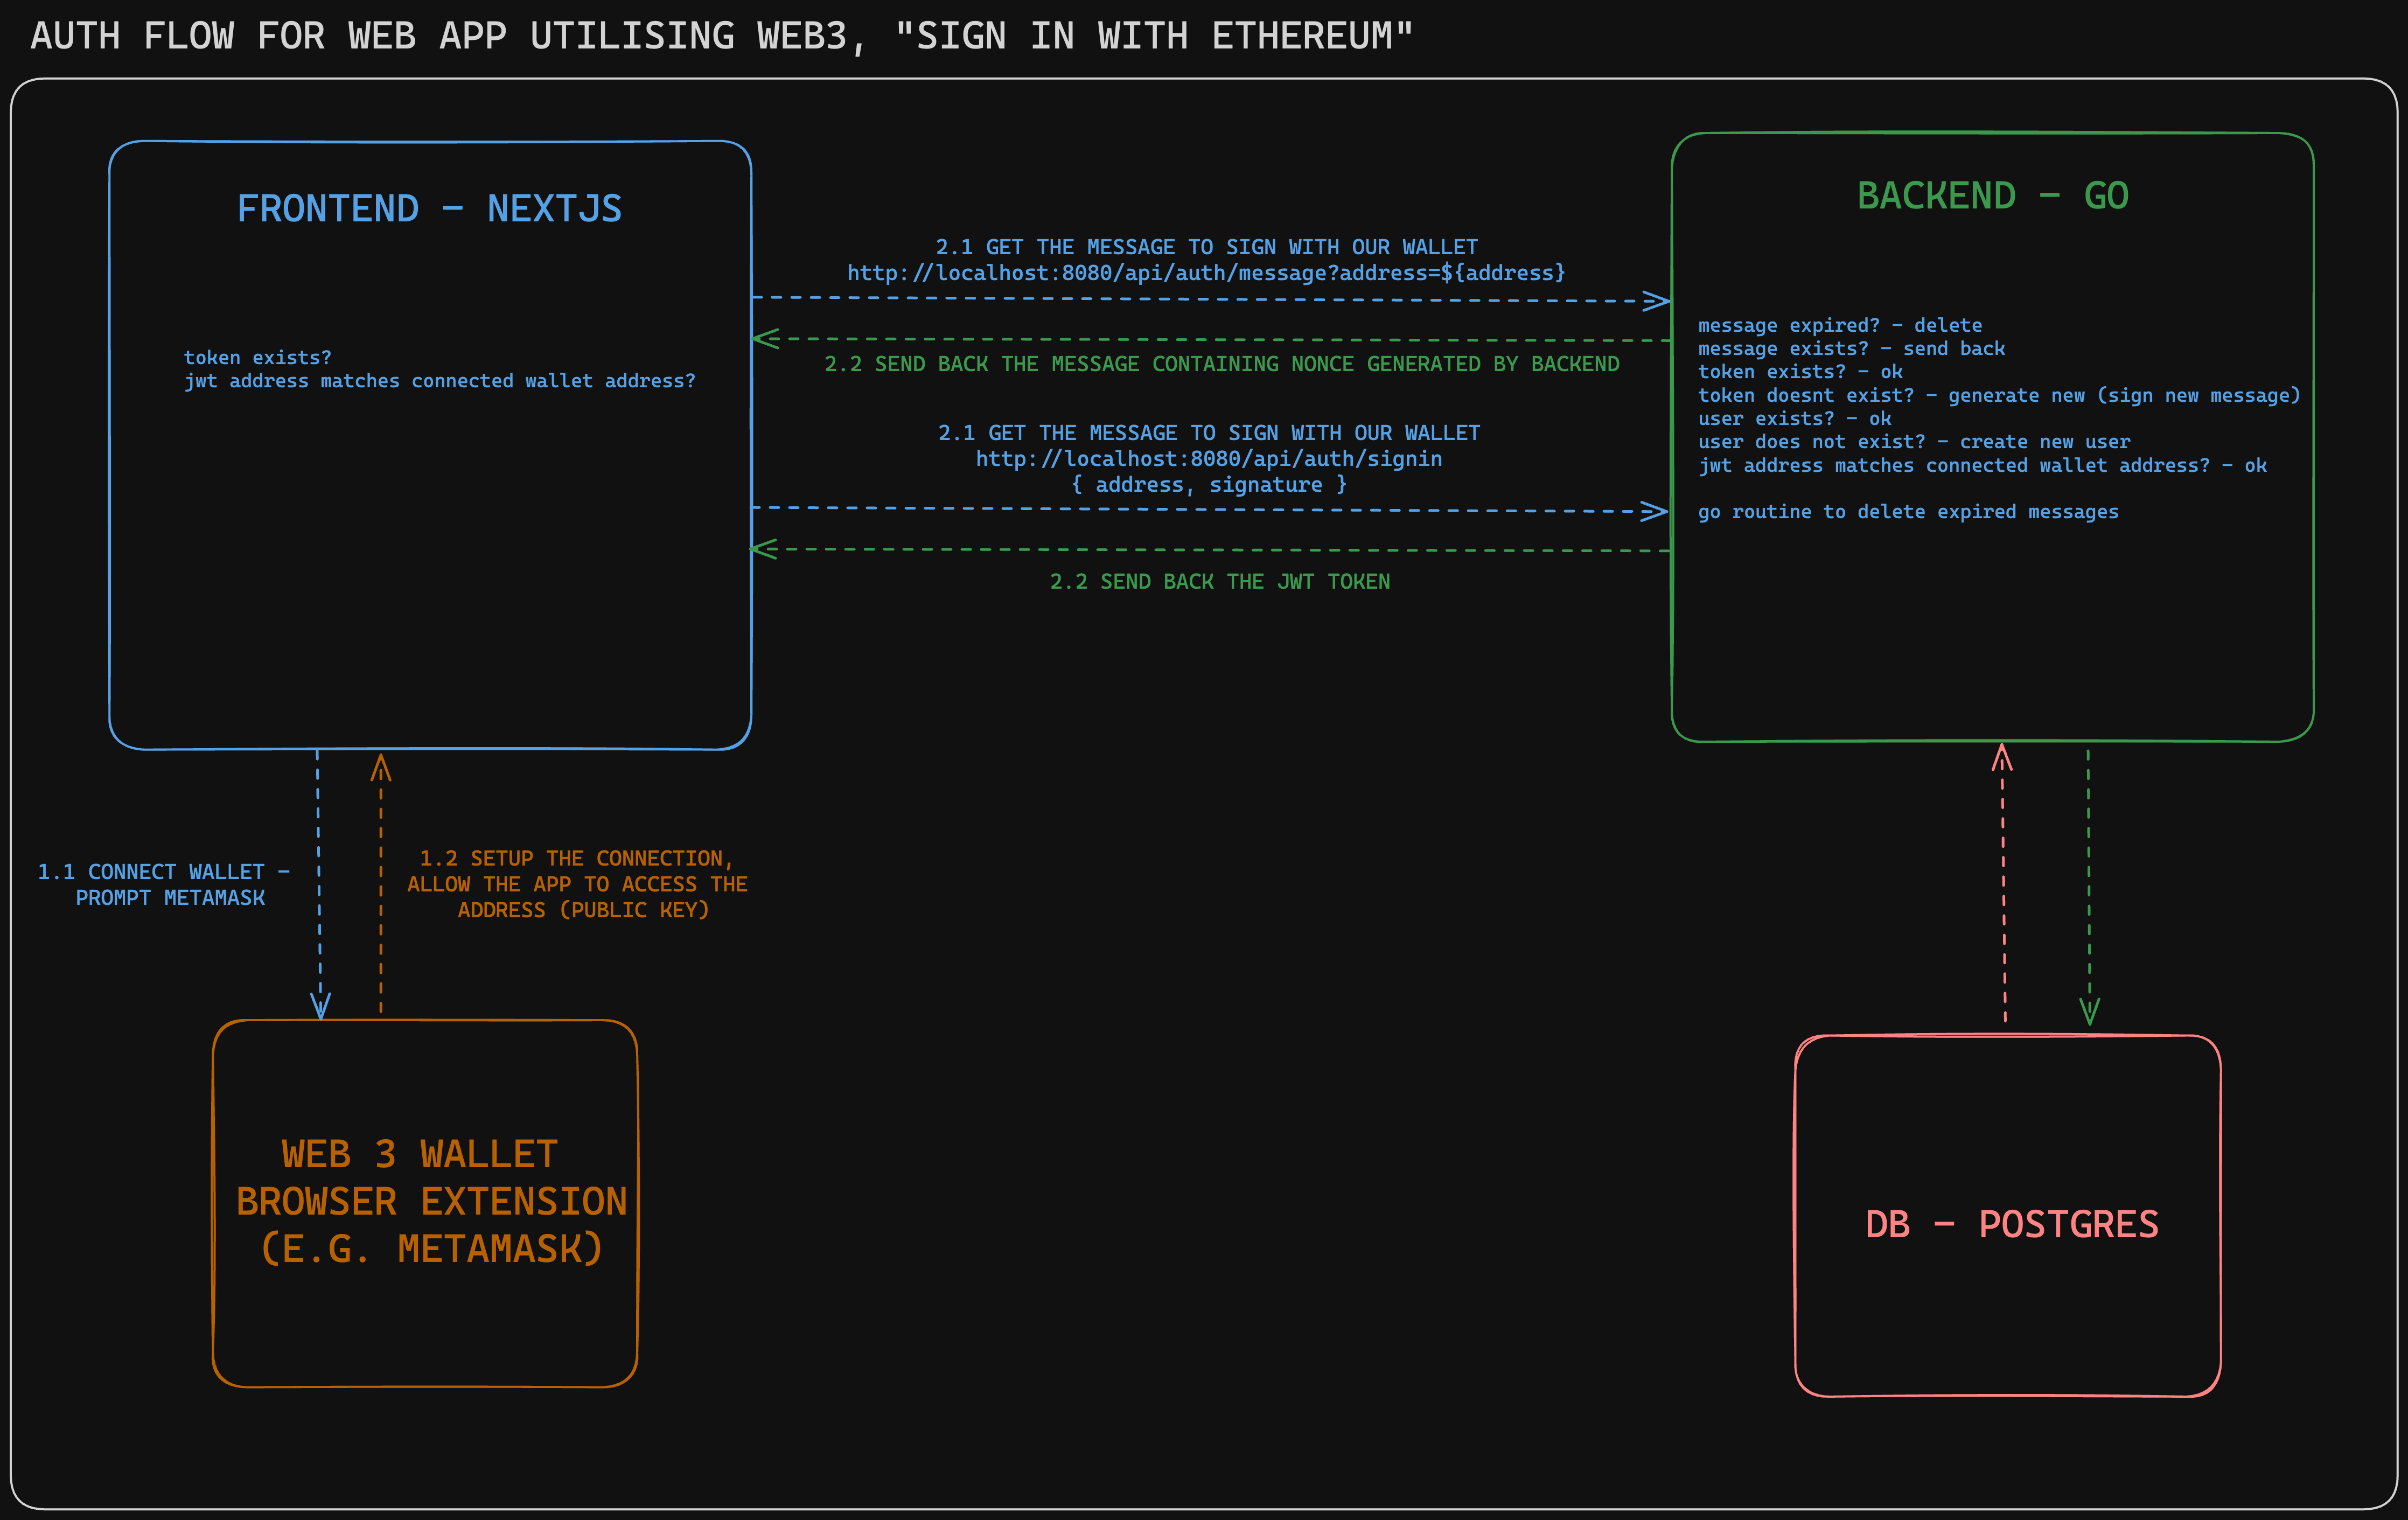 AUTH FLOW FOR WEB APP UTILISING WEB3, "SIGN IN WITH ETHEREUM"
FRONTEND - NEXTJS
token exists?
jwt address matches connected wallet address?
2.1 GET THE MESSAGE TO SIGN WITH OUR WALLET
http://localhost:8080/api/auth/message?address=${address}
2.2 SEND BACK THE MESSAGE CONTAINING NONCE GENERATED BY BACKEND
2.1 GET THE MESSAGE TO SIGN WITH OUR WALLET
http://localhost:8080/api/auth/signin
{ address, signature }
2.2 SEND BACK THE JWT TOKEN
BACKEND - GO
message expired? - delete
message exists? - send back
token exists? - ok
token doesnt exist? - generate new (sign new message)
user exists? - ok
user does not exist? - create new user
jwt address matches connected wallet address? - ok
go routine to delete expired messages
1.1 CONNECT WALLET -
PROMPT METAMASK
1.2 SETUP THE CONNECTION,
ALLOW THE APP TO ACCESS THE
ADDRESS (PUBLIC KEY)
WEB 3 WALLET
BROWSER EXTENSION
(E.G. METAMASK)
DB - POSTGRES